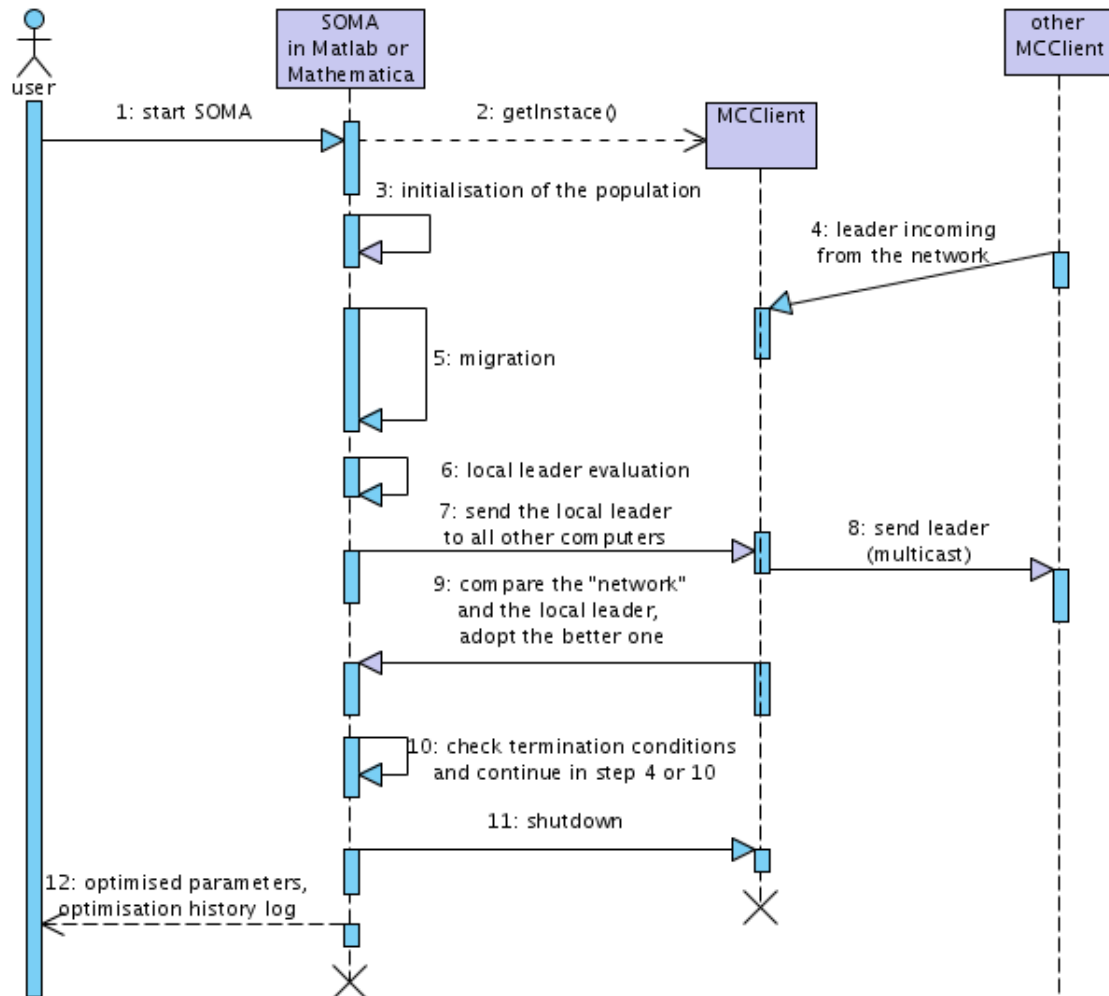 SOMA
in Matlab or
Mathematica
other
MCClient
user
1: start SOMA
2: getInstace()
MCClient
3: initialisation of the population
4: leader incoming
from the network
5: migration
6: local leader evaluation
7: send the local leader
to all other computers
8: send leader
(multicast)
9: compare the "network"
and the local leader,
adopt the better one
10: check termination conditions
and continue in step 4 or 10
11: shutdown
12: optimised parameters,
optimisation history log